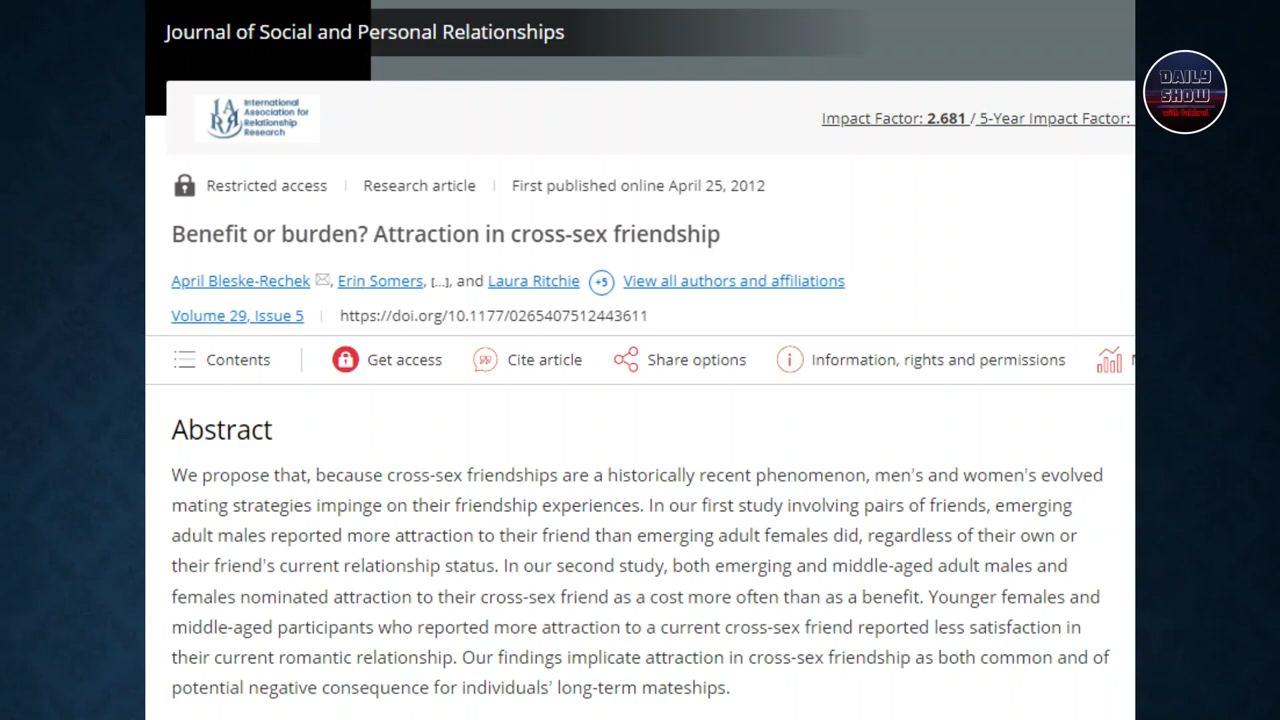 Journal of Social and Personal Relationships
DAILY
SHOW
International
Association for
Relationship
Research
Impact Factor: 2.681 / 5-Year Impact Factor:
Restricted access
Research article
First published online April 25, 2012
Benefit or burden? Attraction in cross-sex friendship
April Bleske-Rechek, Erin Somers, [...], and Laura Ritchie +5 View all authors and affiliations
Volume 29, Issue 5
https://doi.org/10.1177/0265407512443611
Contents
Get access
Cite article
Share options
Information, rights and permissions
Abstract
We propose that, because cross-sex friendships are a historically recent phenomenon, men's and women's evolved
mating strategies impinge on their friendship experiences. In our first study involving pairs of friends, emerging
adult males reported more attraction to their friend than emerging adult females did, regardless of their own or
their friend's current relationship status. In our second study, both emerging and middle-aged adult males and
females nominated attraction to their cross-sex friend as a cost more often than as a benefit. Younger females and
middle-aged participants who reported more attraction to a current cross-sex friend reported less satisfaction in
their current romantic relationship. Our findings implicate attraction in cross-sex friendship as both common and of
potential negative consequence for individuals' long-term mateships.